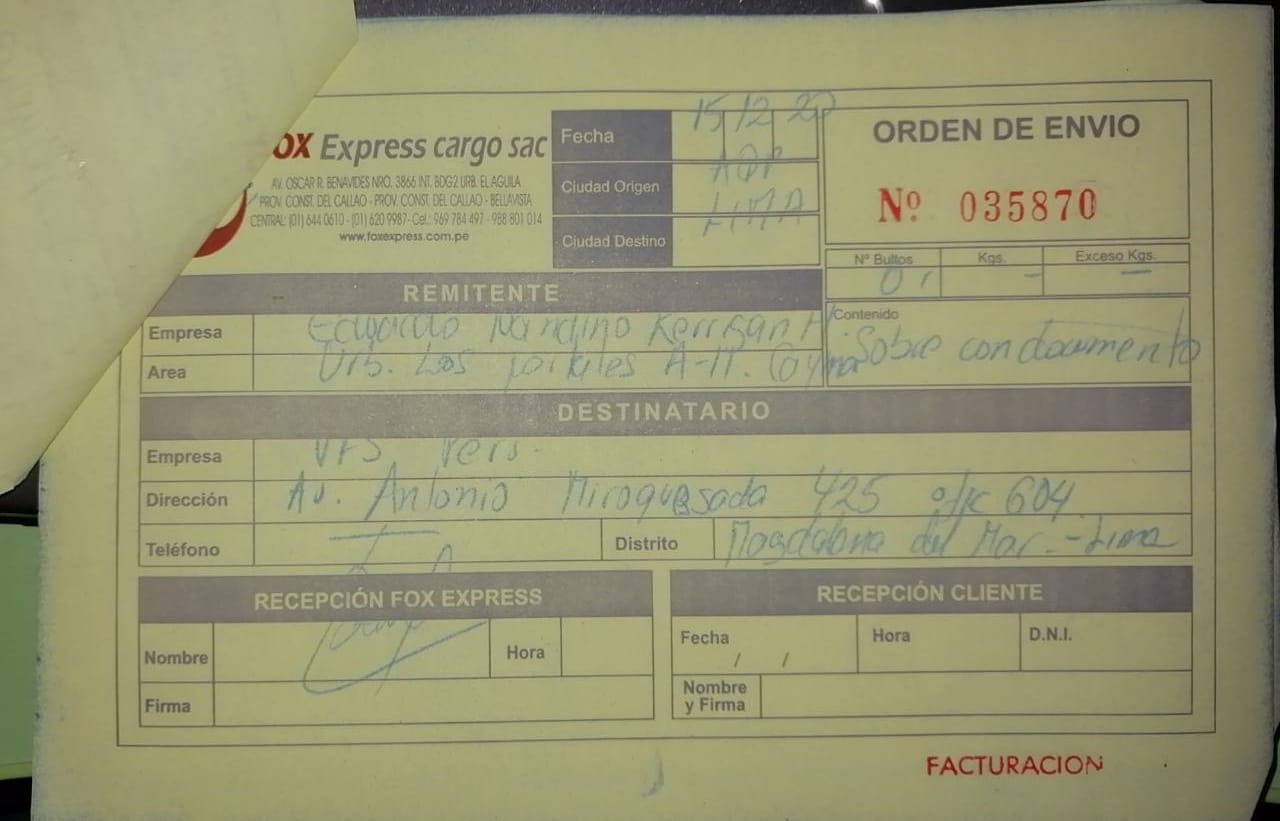 OX Express cargo sac
AV. OSCAR R. BENAVIDES NRO. 3866 INT. BDG2 URB. EL AGUILA
PROV. CONST. DEL CALLAO - PROV. CONST. DEL CALLAO - BELLAVISTA
CENTRAL: (01) 644 0610 - (01) 620 9987- Cel.: 969 784 497 - 988 801 014
www.foxexpress.com.pe
Fecha 15 12 20
Ciudad Origen AQP
Ciudad Destino LIMA
ORDEN DE ENVIO
Nº 035870
Nº Bultos Kgs. Exceso Kgs.
01 - -
REMITENTE
Empresa Edgardo Nandino Kerrigan H.
Area Urb. Los portales A-11. Cayma
Contenido
Sobre con documento
DESTINATARIO
Empresa VFS
Dirección Av. Antonio Miroquesada 425 ofic 604
Teléfono —
Distrito Magdalena del Mar. - Lima
RECEPCIÓN FOX EXPRESS
Nombre
Hora
Firma
RECEPCIÓN CLIENTE
Fecha / /
Hora
D.N.I.
Nombre
y Firma
FACTURACION